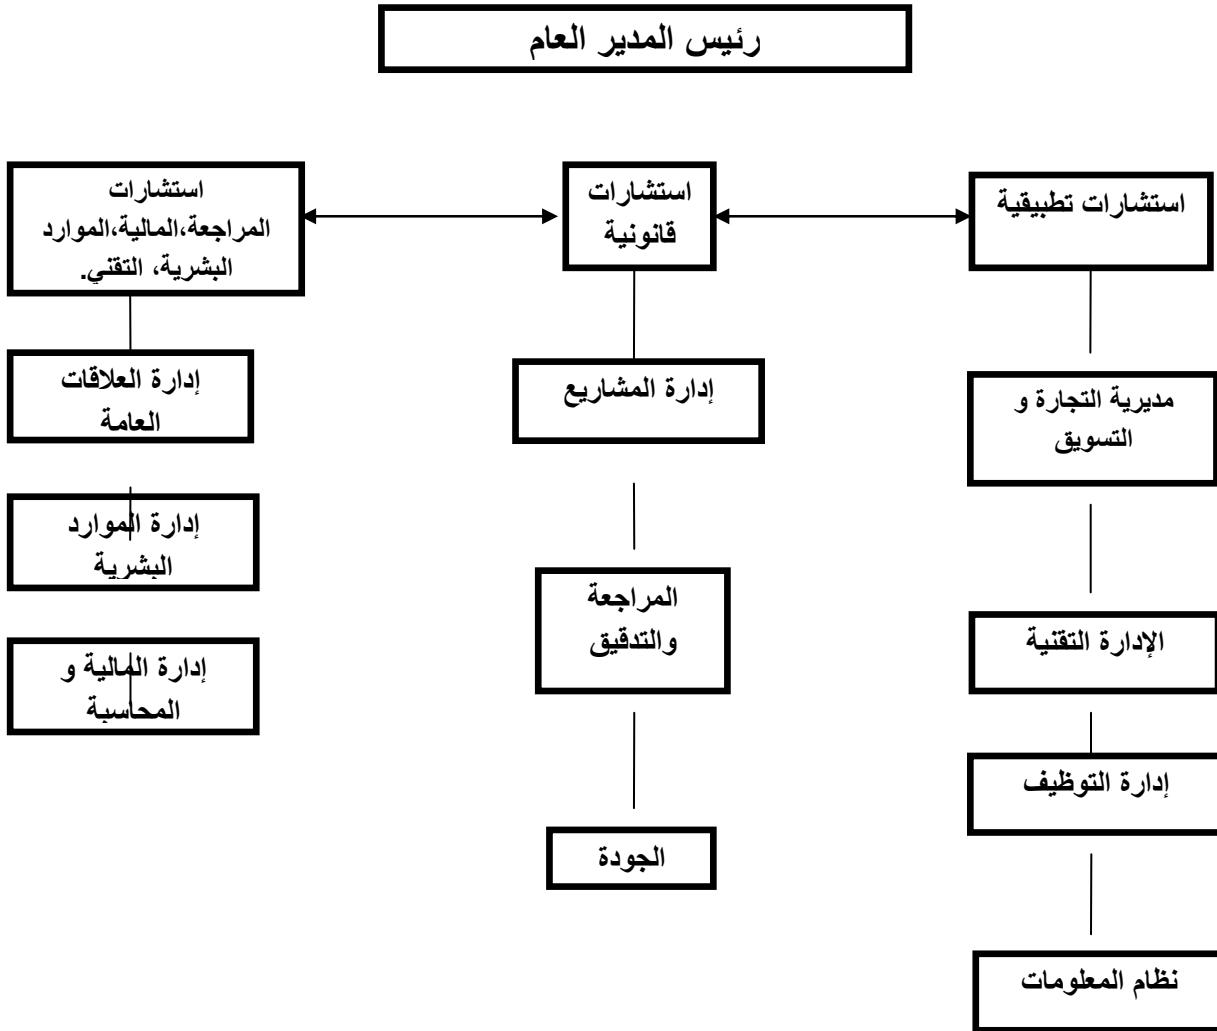 رئيس المدير العام
استشارات تطبيقية
استشارات
قانونية
استشارات
المراجعة،المالية،الموارد
البشرية، التقني.
مديرية التجارة و
التسويق
إدارة المشاريع
إدارة العلاقات
العامة
الإدارة التقنية
المراجعة
والتدقيق
إدارة الموارد
البشرية
إدارة التوظيف
الجودة
إدارة المالية و
المحاسبة
نظام المعلومات